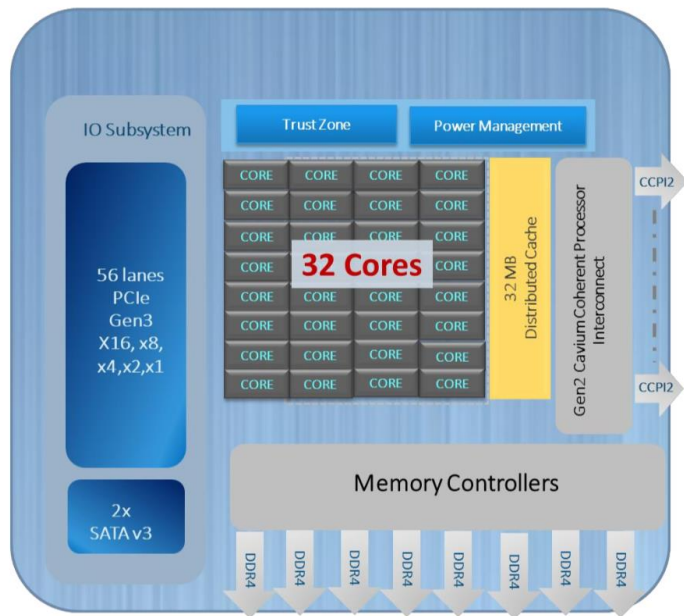 IO Subsystem
56 lanes
PCIe
Gen3
X16, x8,
x4,x2,x1
2x
SATA v3
Trust Zone
Power Management
CORE CORE CORE CORE
CORE CORE CORE CORE
CORE CORE CORE CORE
CORE 32 Cores CORE
CORE CORE CORE CORE
CORE CORE CORE CORE
CORE CORE CORE CORE
CORE CORE CORE CORE
32 MB
Distributed Cache
Gen2 Cavium Coherent Processor
Interconnect
CCPI2
CCPI2
Memory Controllers
DDR4
DDR4
DDR4
DDR4
DDR4
DDR4
DDR4
DDR4